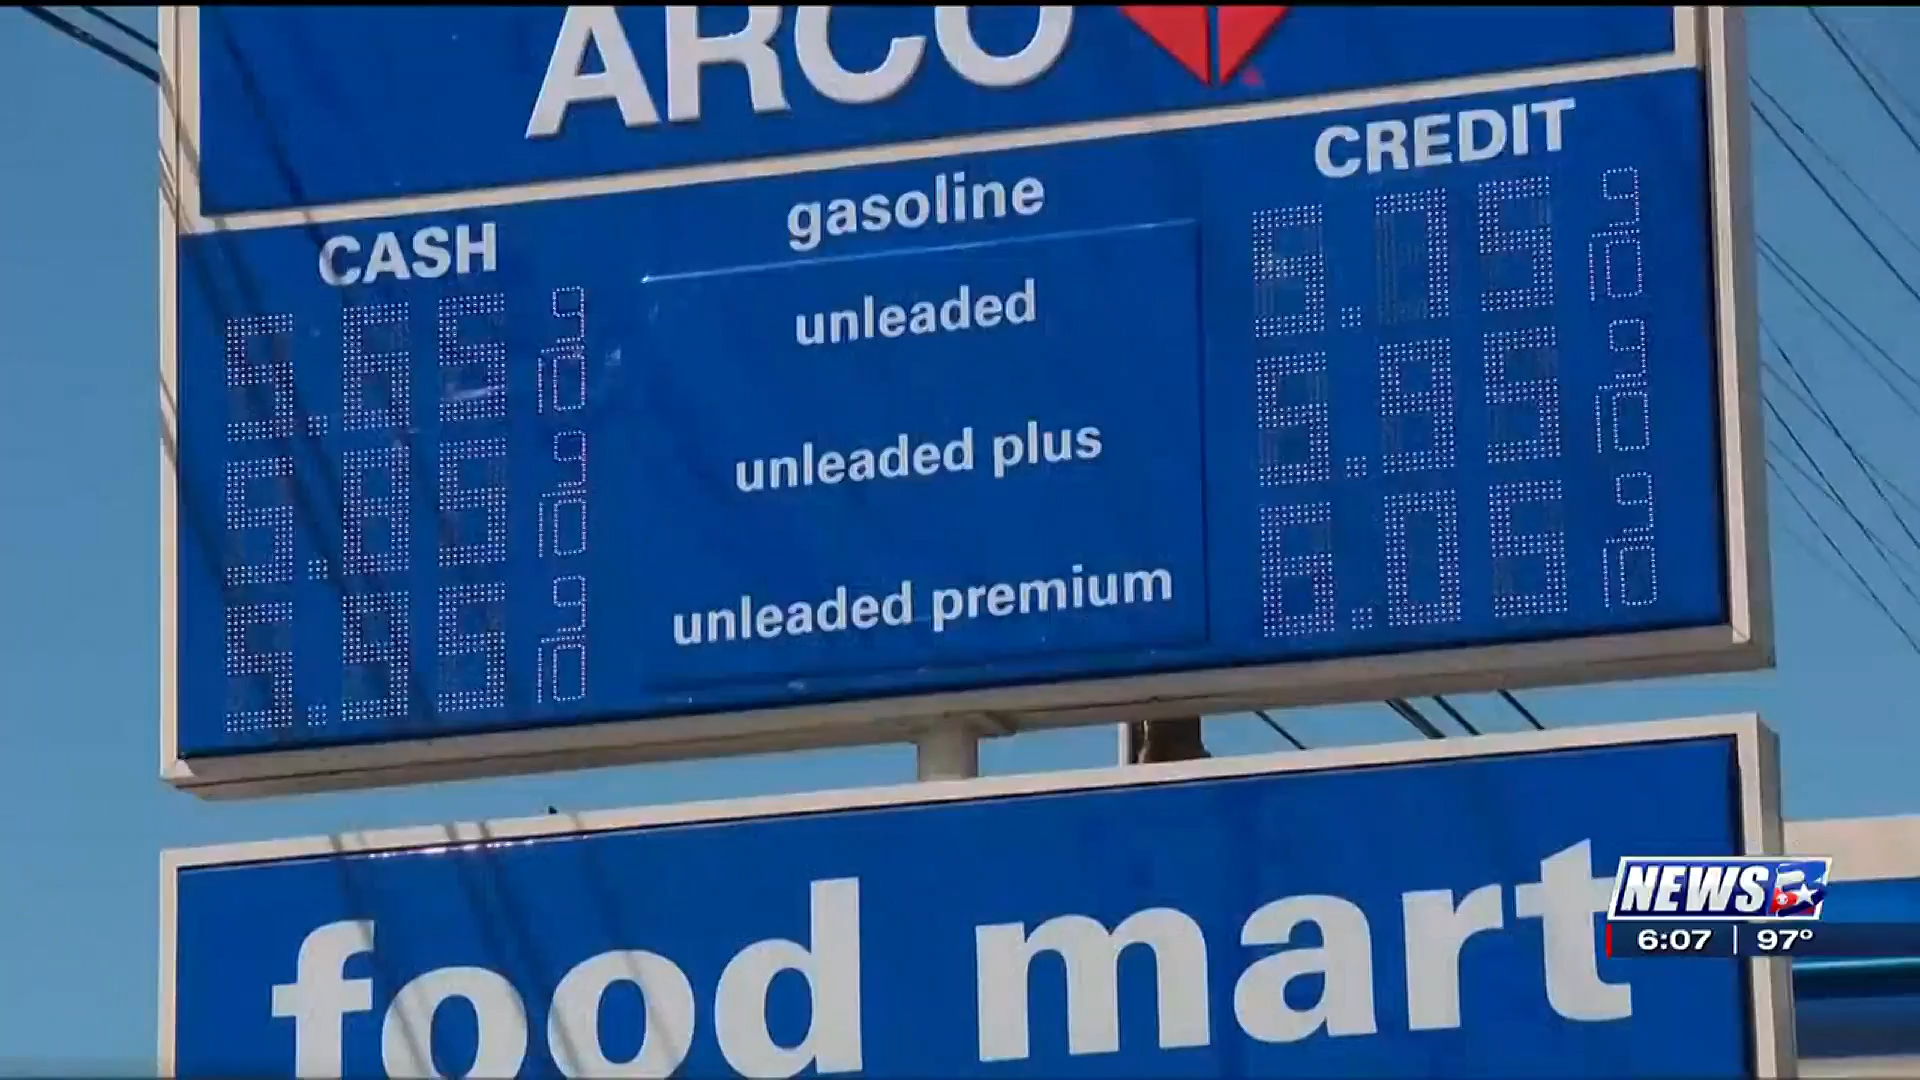 ARCO
CASH gasoline CREDIT
5.65 9/10 unleaded 5.75 9/10
5.85 9/10 unleaded plus 5.95 9/10
5.95 9/10 unleaded premium 6.05 9/10
food mart
NEWS 5
6:07 | 97°